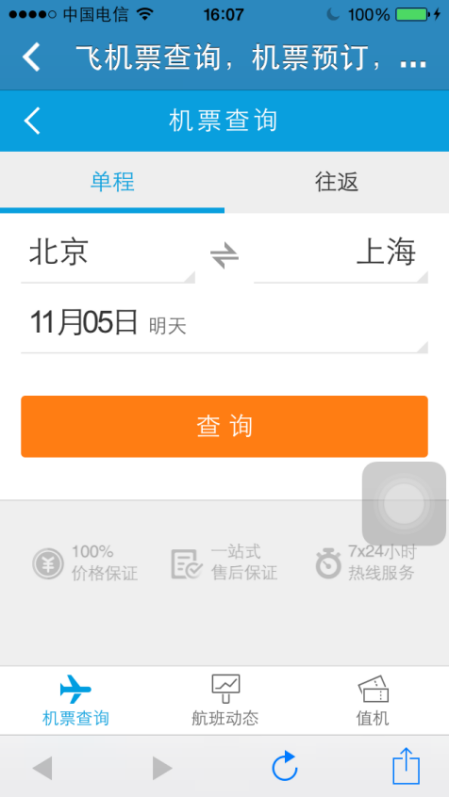 中国电信 16:07 100%
飞机票查询，机票预订，...
机票查询
单程 往返
北京 上海
11月05日 明天
查询
100% 一站式 7x24小时
价格保证 售后保证 热线服务
机票查询 航班动态 值机